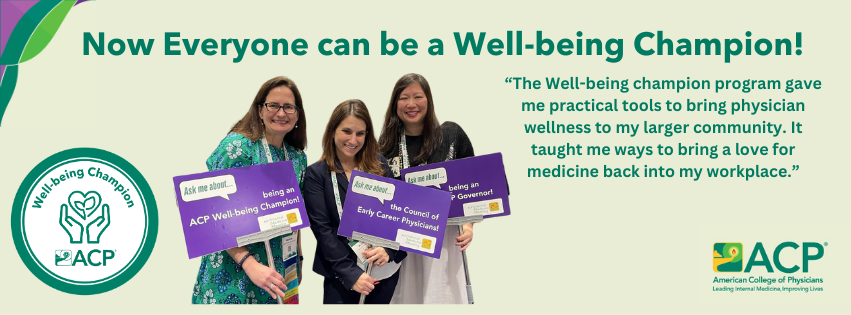 Now Everyone can be a Well-being Champion!
“The Well-being champion program gave
me practical tools to bring physician
wellness to my larger community. It
taught me ways to bring a love for
medicine back into my workplace.”
Well-being Champion
ACP®
Ask me about...
being an
ACP Well-being Champion!
Ask me about...
the Council of
Early Career Physicians!
Ask me about...
being an
P Governor!
ACP®
American College of Physicians
Leading Internal Medicine, Improving Lives